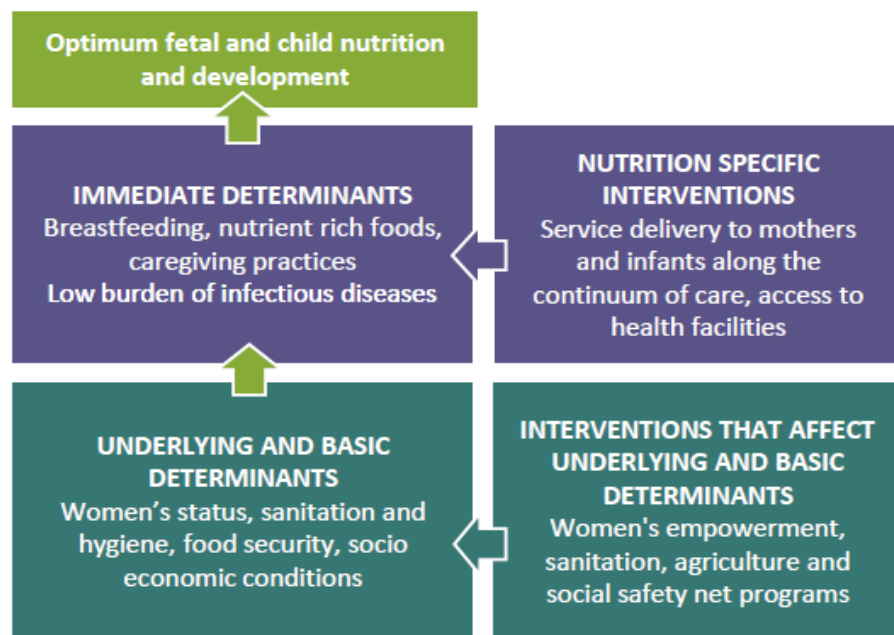 Optimum fetal and child nutrition
and development
IMMEDIATE DETERMINANTS
Breastfeeding, nutrient rich foods,
caregiving practices
Low burden of infectious diseases
NUTRITION SPECIFIC
INTERVENTIONS
Service delivery to mothers
and infants along the
continuum of care, access to
health facilities
UNDERLYING AND BASIC
DETERMINANTS
Women’s status, sanitation and
hygiene, food security, socio
economic conditions
INTERVENTIONS THAT AFFECT
UNDERLYING AND BASIC
DETERMINANTS
Women's empowerment,
sanitation, agriculture and
social safety net programs